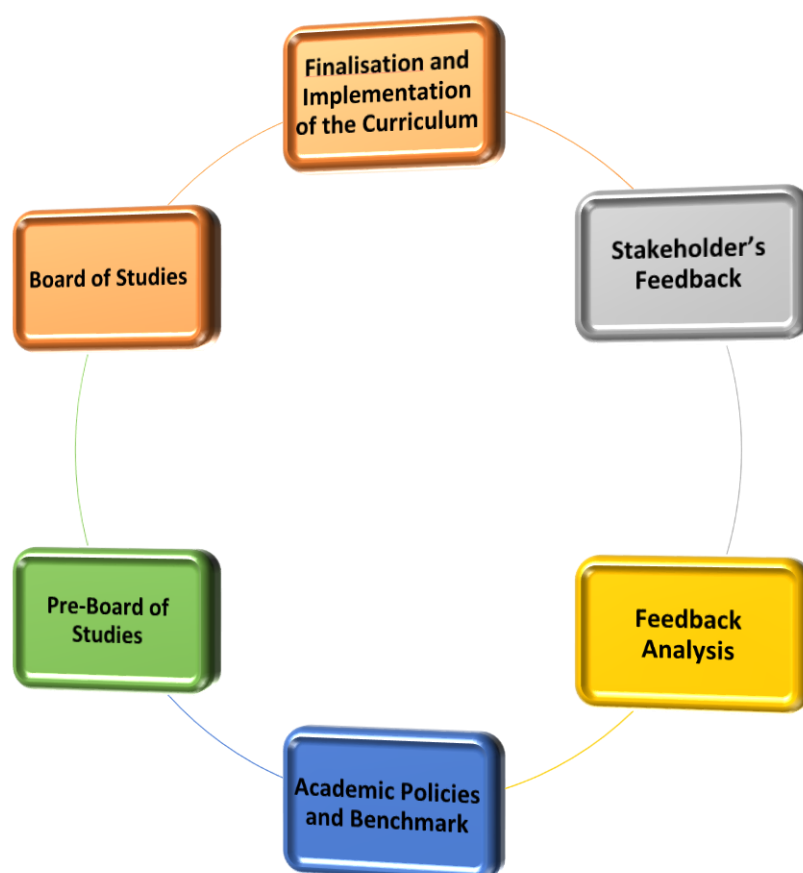 Finalisation and
Implementation
of the Curriculum
Stakeholder’s
Feedback
Feedback
Analysis
Academic Policies
and Benchmark
Pre-Board of
Studies
Board of Studies